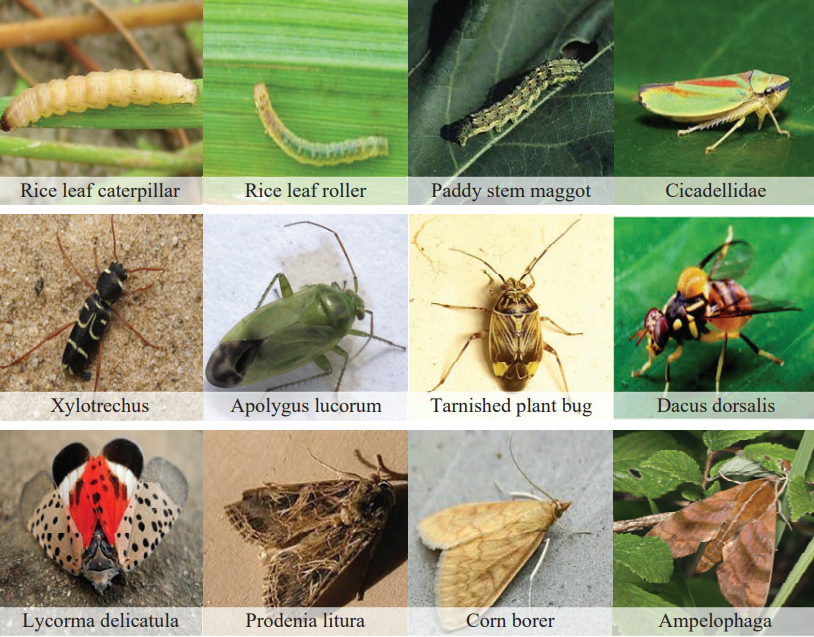 Rice leaf caterpillar
Rice leaf roller
Paddy stem maggot
Cicadellidae
Xylotrechus
Apolygus lucorum
Tarnished plant bug
Dacus dorsalis
Lycorma delicatula
Prodenia litura
Corn borer
Ampelophaga